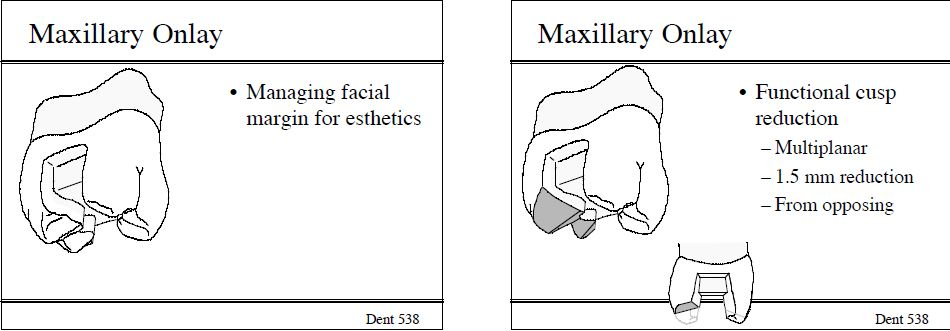 Maxillary Onlay
• Managing facial
margin for esthetics
Dent 538
Maxillary Onlay
• Functional cusp
reduction
– Multiplanar
– 1.5 mm reduction
– From opposing
Dent 538